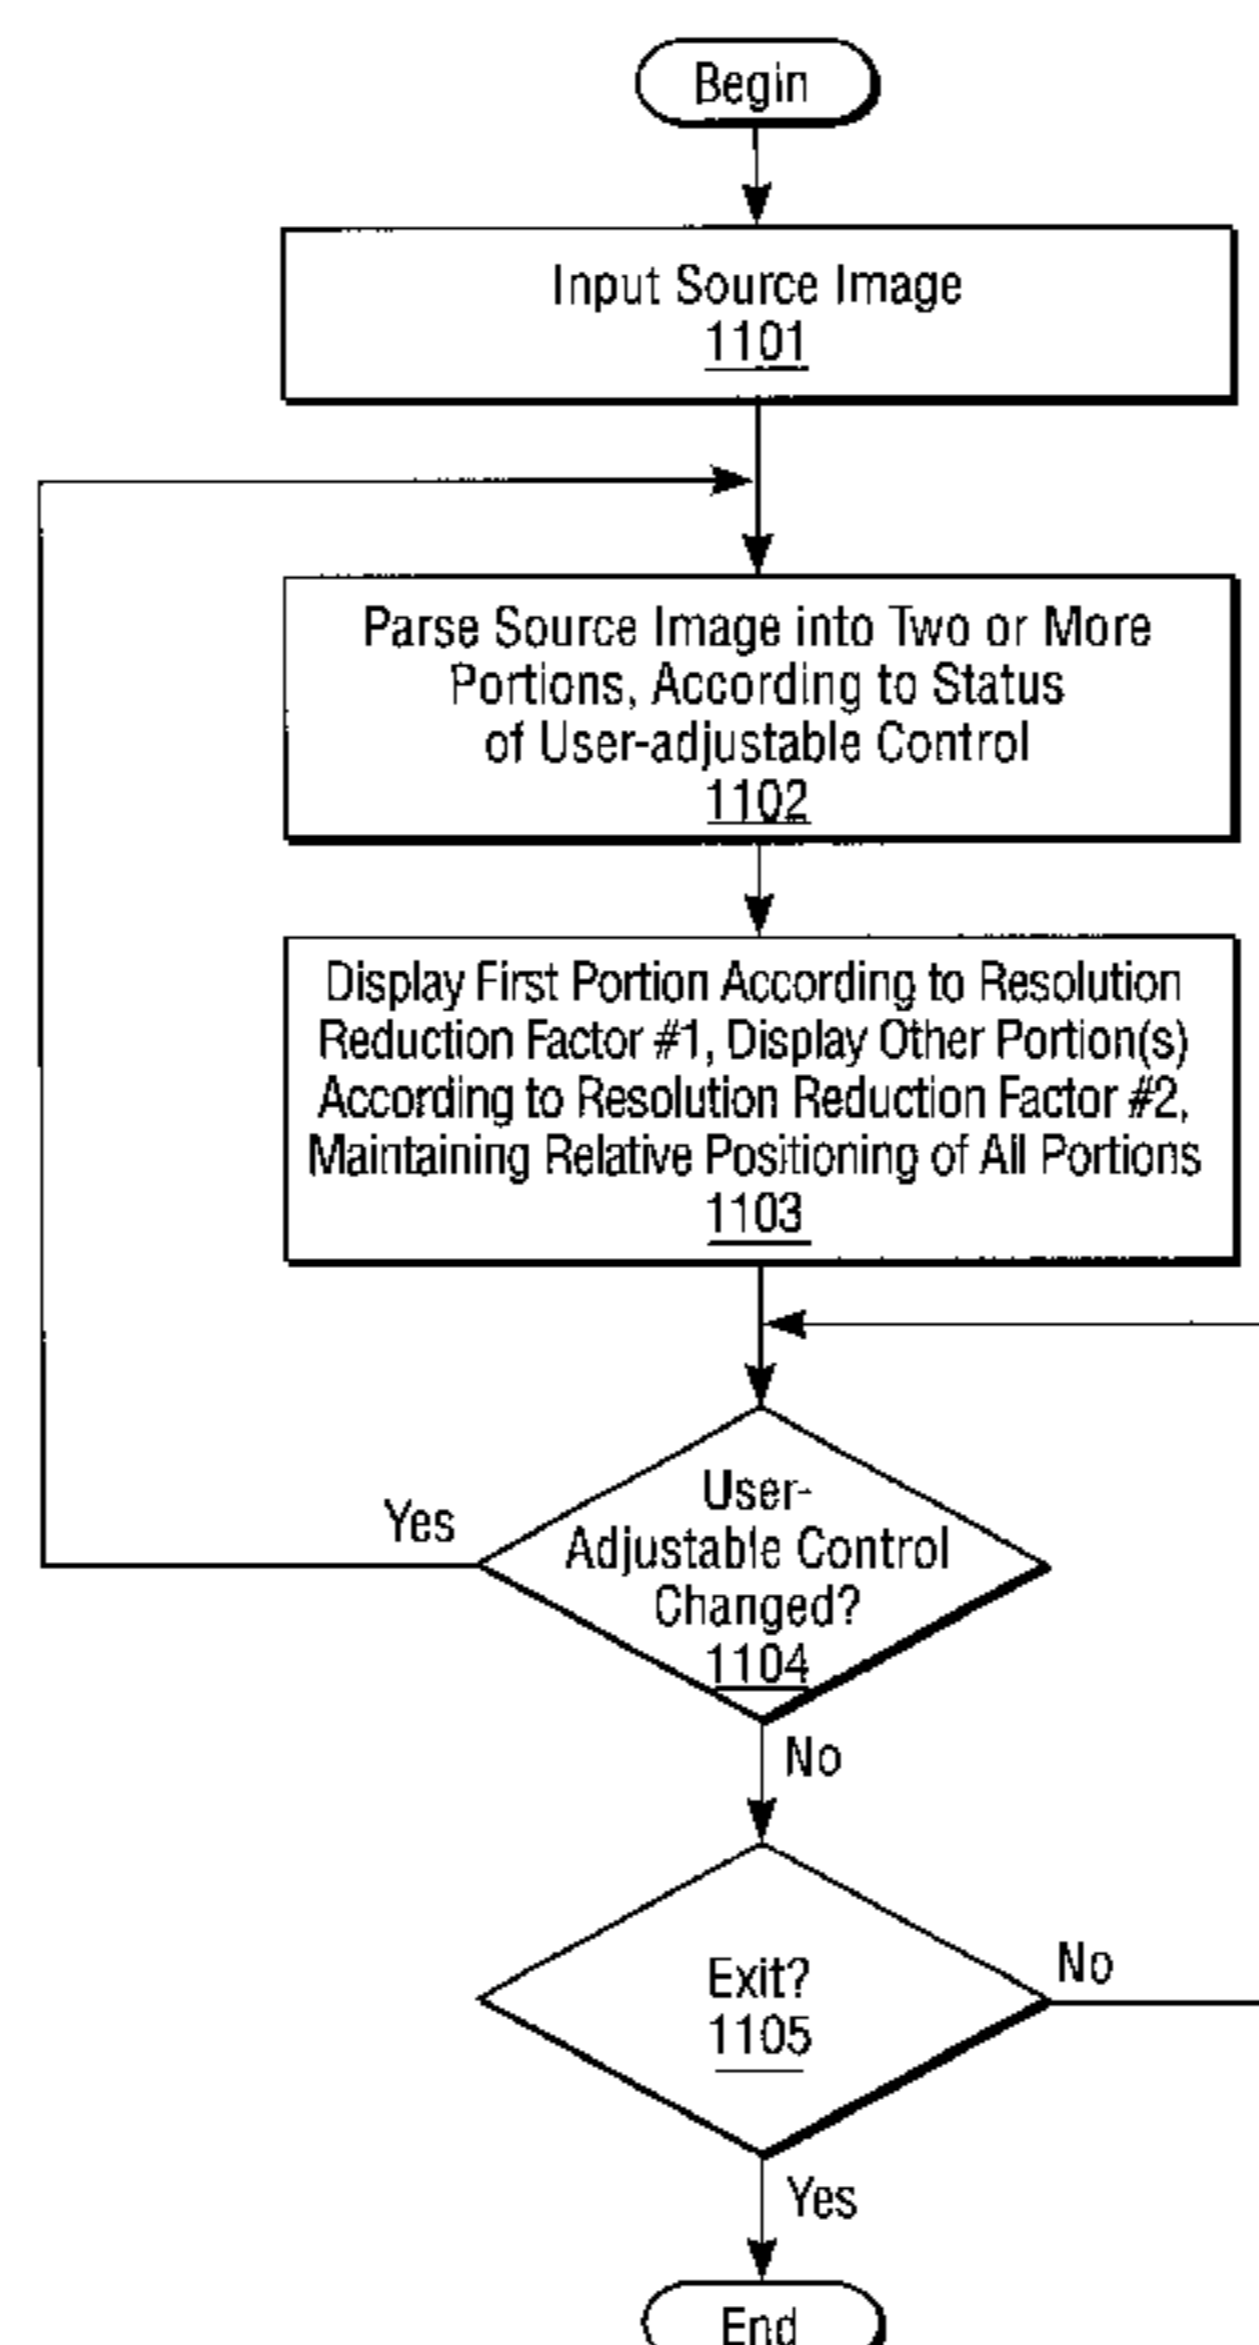 Begin
Input Source Image
1101
Parse Source Image into Two or More
Portions, According to Status
of User-adjustable Control
1102
Display First Portion According to Resolution
Reduction Factor #1, Display Other Portion(s)
According to Resolution Reduction Factor #2,
Maintaining Relative Positioning of All Portions
1103
User-
Adjustable Control
Changed?
1104
Yes
No
Exit?
1105
No
Yes
End